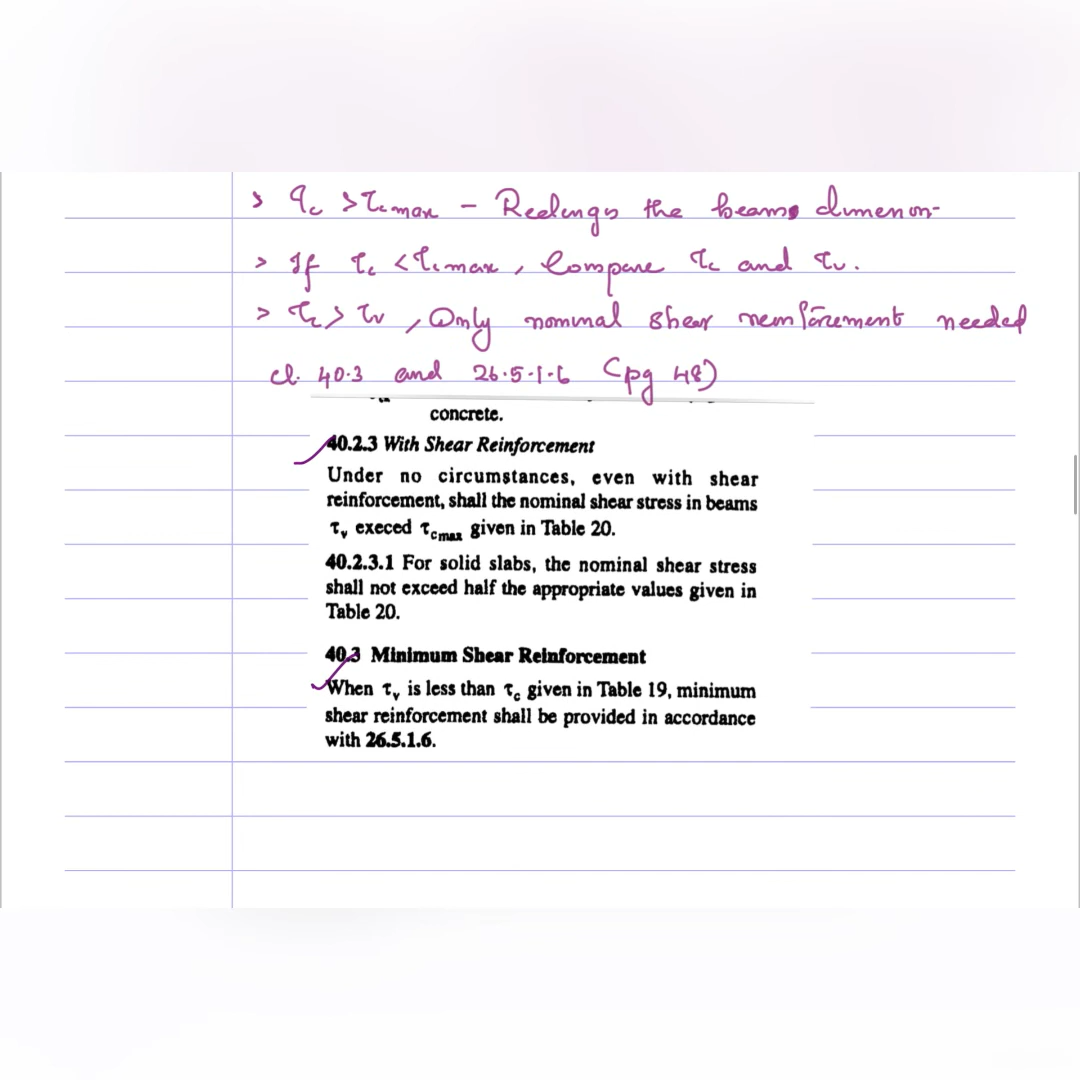 > τc > τc max - Redesign the beams dimension-
> If τc < τc max, Compare τc and τv.
> τc > τv, Only nominal shear reinforcement needed
cl. 40.3 and 26.5.1.6 (pg 48)
concrete.
40.2.3 With Shear Reinforcement
Under no circumstances, even with shear
reinforcement, shall the nominal shear stress in beams
τv execed τcmax given in Table 20.
40.2.3.1 For solid slabs, the nominal shear stress
shall not exceed half the appropriate values given in
Table 20.
40.3 Minimum Shear Reinforcement
When τv is less than τc given in Table 19, minimum
shear reinforcement shall be provided in accordance
with 26.5.1.6.